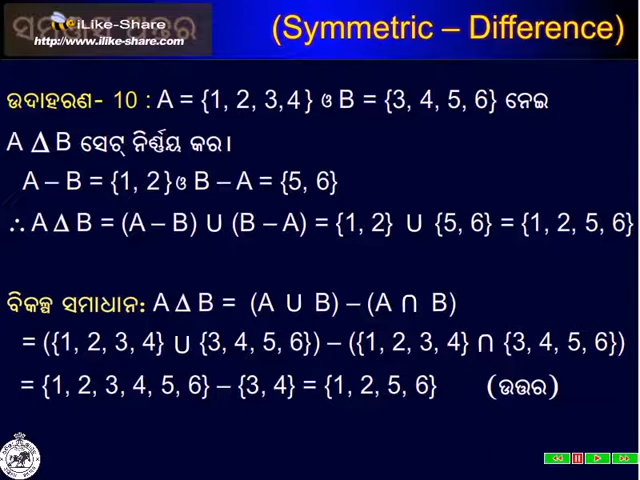 iLike-Share
http://www.ilike-share.com
(Symmetric – Difference)
ଉଦାହରଣ- 10 : A = {1, 2, 3,4 } ଓ B = {3, 4, 5, 6} ନେଇ
A Δ B ସେଟ୍ ନିର୍ଣ୍ଣୟ କର।
A – B = {1, 2 } ଓ B – A = {5, 6}
∴ A Δ B = (A – B) ∪ (B – A) = {1, 2} ∪ {5, 6} = {1, 2, 5, 6}
ବିକଳ୍ପ ସମାଧାନ: A Δ B = (A ∪ B) – (A ∩ B)
= ({1, 2, 3, 4} ∪ {3, 4, 5, 6}) – ({1, 2, 3, 4} ∩ {3, 4, 5, 6})
= {1, 2, 3, 4, 5, 6} – {3, 4} = {1, 2, 5, 6} (ଉତ୍ତର)